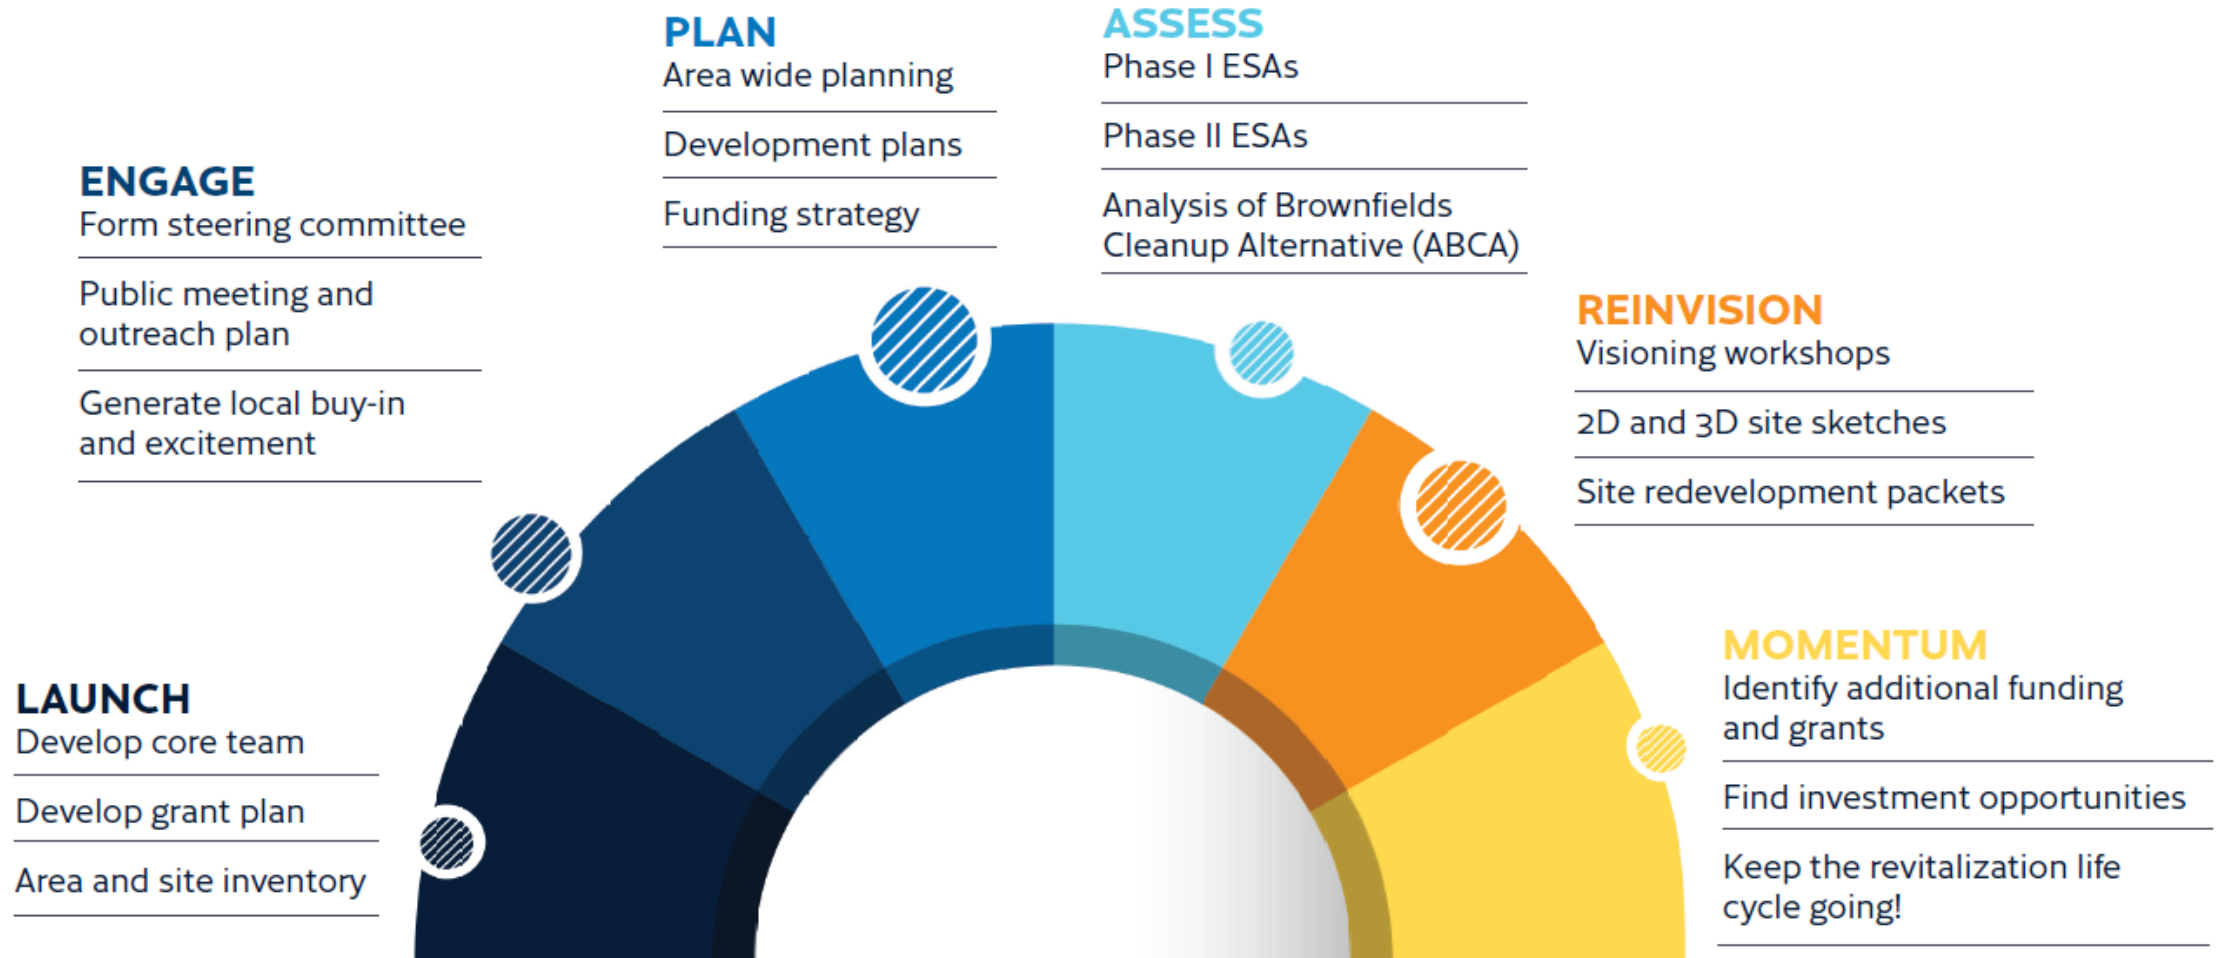 LAUNCH
Develop core team
Develop grant plan
Area and site inventory
ENGAGE
Form steering committee
Public meeting and
outreach plan
Generate local buy-in
and excitement
PLAN
Area wide planning
Development plans
Funding strategy
ASSESS
Phase I ESAs
Phase II ESAs
Analysis of Brownfields
Cleanup Alternative (ABCA)
REINVISION
Visioning workshops
2D and 3D site sketches
Site redevelopment packets
MOMENTUM
Identify additional funding
and grants
Find investment opportunities
Keep the revitalization life
cycle going!